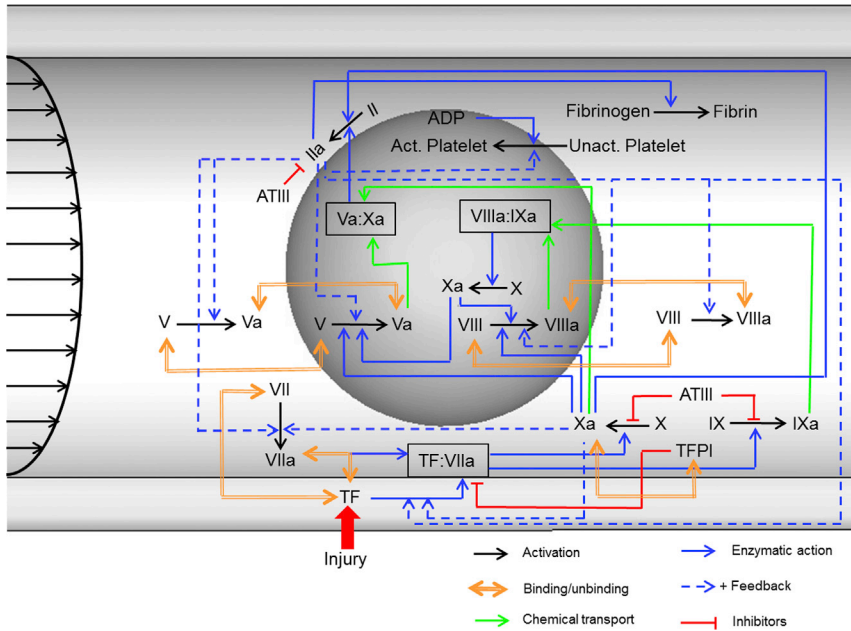 II
IIa
ADP
Fibrinogen
Fibrin
Act. Platelet
Unact. Platelet
ATIII
Va:Xa
VIIIa:IXa
Xa
X
V
Va
V
Va
VIII
VIIIa
VIII
VIIIa
VII
ATIII
Xa
X
IX
IXa
VIIa
TF:VIIa
TFPI
TF
Injury
Activation
Enzymatic action
Binding/unbinding
+ Feedback
Chemical transport
Inhibitors